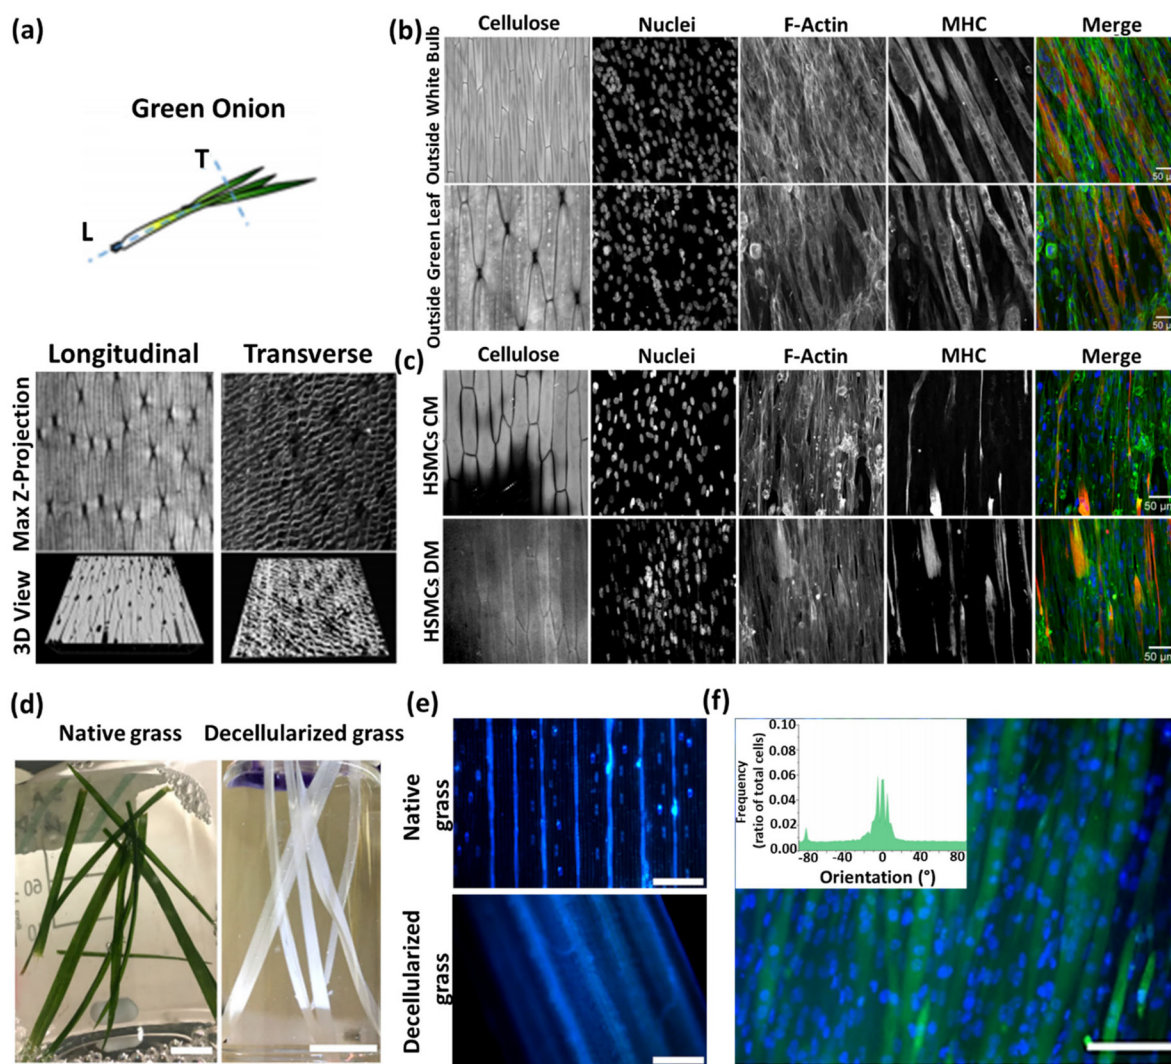 (a)
Green Onion
T
L
Longitudinal
Transverse
Max Z-Projection
3D View
(b)
Cellulose
Nuclei
F-Actin
MHC
Merge
Outside White Bulb
50 µ
Outside Green Leaf
50 µ
(c)
Cellulose
Nuclei
F-Actin
MHC
Merge
HSMCs CM
50 µm
HSMCs DM
50 µm
(d)
Native grass
Decellularized grass
(e)
Native
grass
Decellularized
grass
(f)
Frequency
(ratio of total cells)
0.10
0.08
0.06
0.04
0.02
0.00
-80
-40
0
40
80
Orientation (°)